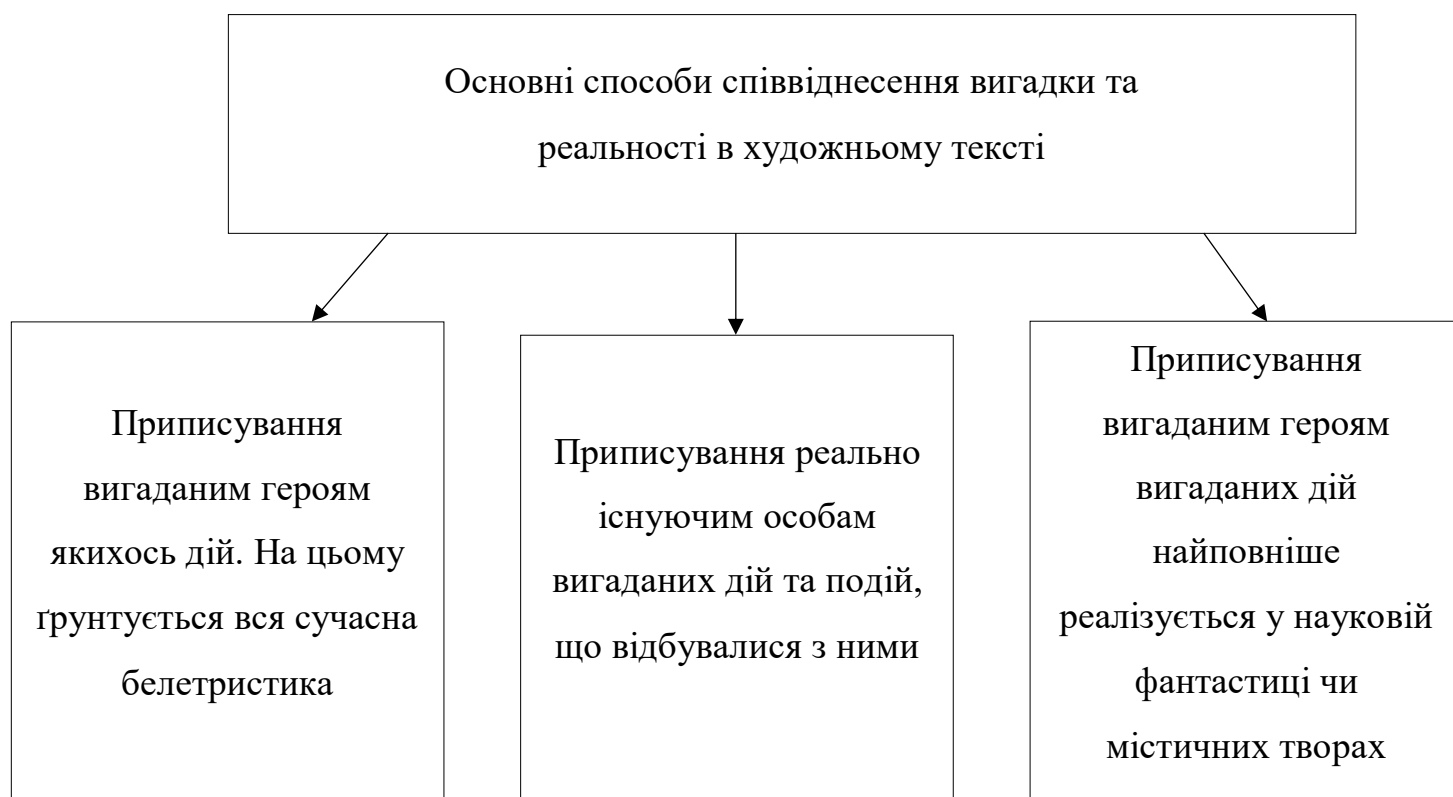 Основні способи співвіднесення вигадки та
реальності в художньому тексті
Приписування
вигаданим героям
якихось дій. На цьому
ґрунтується вся сучасна
белетристика
Приписування реально
існуючим особам
вигаданих дій та подій,
що відбувалися з ними
Приписування
вигаданим героям
вигаданих дій
найповніше
реалізується у науковій
фантастиці чи
містичних творах